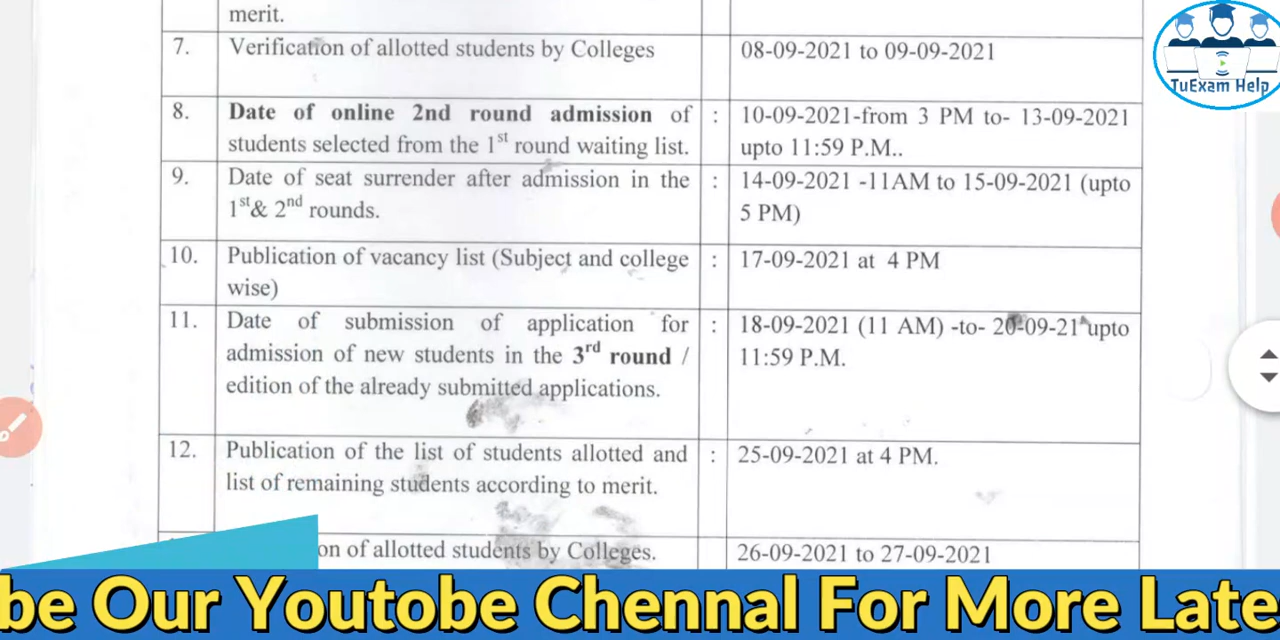 merit.
7. Verification of allotted students by Colleges 08-09-2021 to 09-09-2021
8. Date of online 2nd round admission of : 10-09-2021-from 3 PM to- 13-09-2021
students selected from the 1st round waiting list. upto 11:59 P.M..
9. Date of seat surrender after admission in the : 14-09-2021 -11AM to 15-09-2021 (upto
1st& 2nd rounds. 5 PM)
10. Publication of vacancy list (Subject and college : 17-09-2021 at 4 PM
wise)
11. Date of submission of application for : 18-09-2021 (11 AM) -to- 20-09-21 upto
admission of new students in the 3rd round / 11:59 P.M.
edition of the already submitted applications.
12. Publication of the list of students allotted and : 25-09-2021 at 4 PM.
list of remaining students according to merit.
on of allotted students by Colleges. 26-09-2021 to 27-09-2021
TuExam Help
be Our Youtobe Chennal For More Late